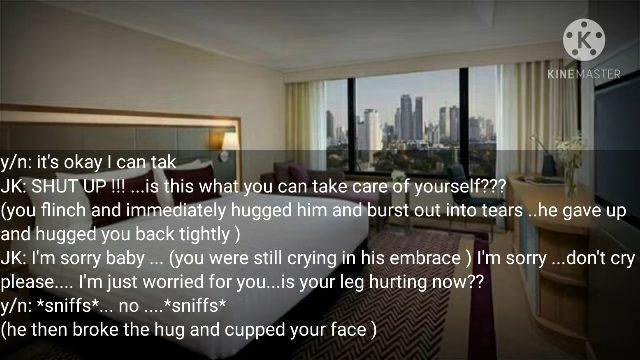 KINEMASTER
y/n: it's okay I can tak
JK: SHUT UP !!! ...is this what you can take care of yourself???
(you flinch and immediately hugged him and burst out into tears ..he gave up
and hugged you back tightly )
JK: I'm sorry baby ... (you were still crying in his embrace ) I'm sorry ...don't cry
please.... I'm just worried for you...is your leg hurting now??
y/n: *sniffs*... no ....*sniffs*
(he then broke the hug and cupped your face )